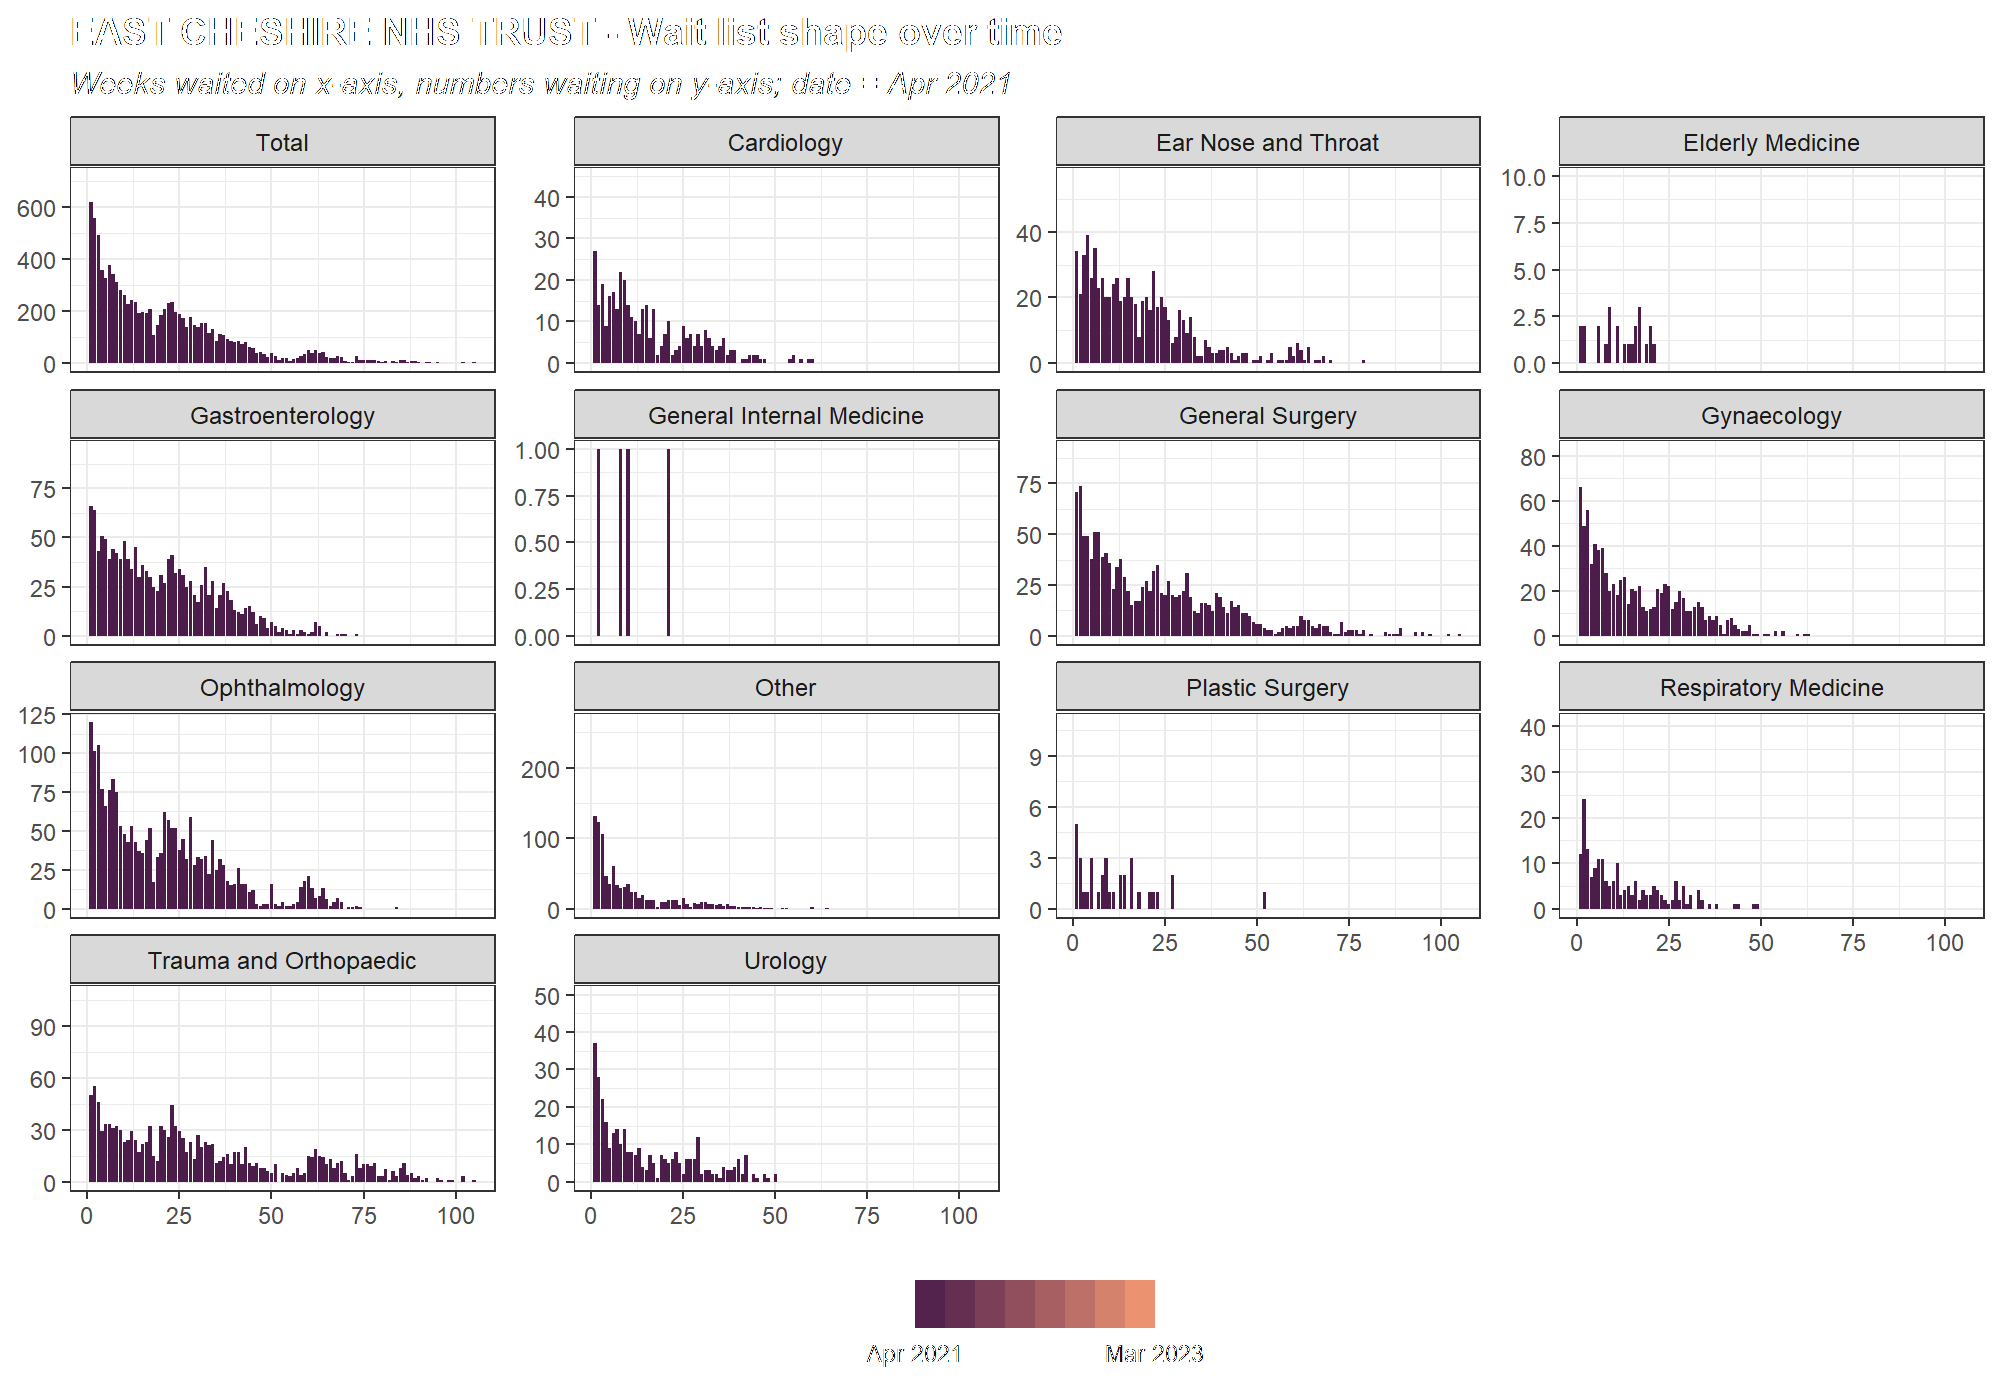 EAST CHESHIRE NHS TRUST - Wait list shape over time
Weeks waited on x-axis, numbers waiting on y-axis; date = Apr 2021
Total
Cardiology
Ear Nose and Throat
Elderly Medicine
600
400
200
0
40
30
20
10
0
40
20
0
10.0
7.5
5.0
2.5
0.0
Gastroenterology
General Internal Medicine
General Surgery
Gynaecology
75
50
25
0
1.00
0.75
0.50
0.25
0.00
75
50
25
0
80
60
40
20
0
Ophthalmology
Other
Plastic Surgery
Respiratory Medicine
125
100
75
50
25
0
200
100
0
9
6
3
0
40
30
20
10
0
0 25 50 75 100
0 25 50 75 100
Trauma and Orthopaedic
Urology
90
60
30
0
50
40
30
20
10
0
0 25 50 75 100
0 25 50 75 100
Apr 2021
Mar 2023